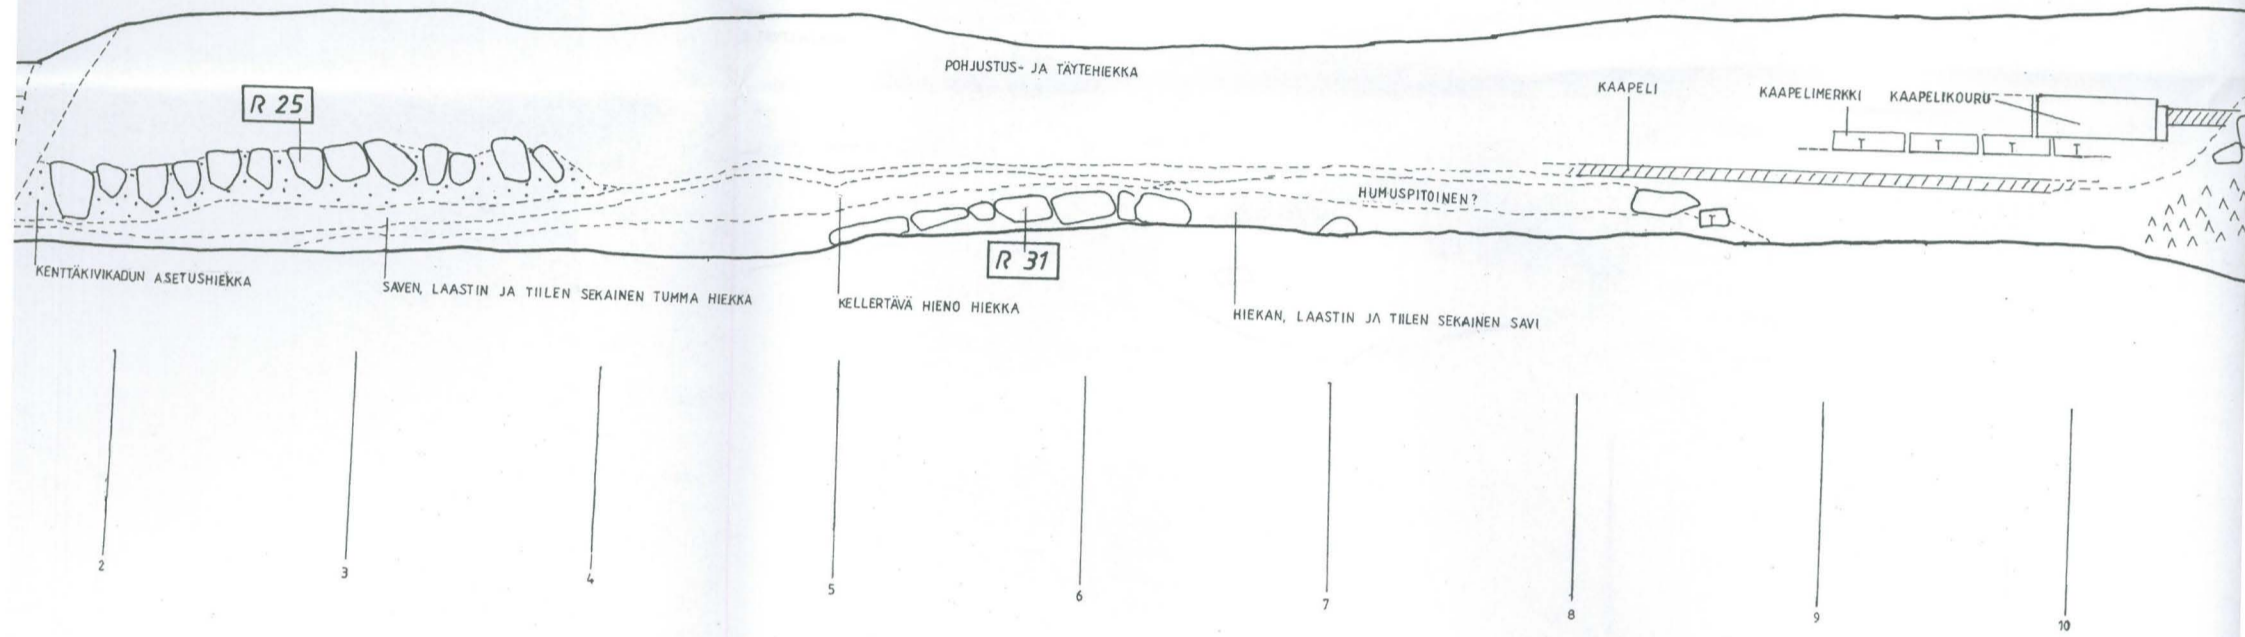 POHJUSTUS- JA TÄYTEHIEKKA
KAAPELI
KAAPELIMERKKI
KAAPELIKOURU
R 25
T T T T
HUMUSPITOINEN?
T
R 31
KENTTÄKIVIKADUN ASETUSHIEKKA
SAVEN, LAASTIN JA TIILEN SEKAINEN TUMMA HIEKKA
KELLERTÄVÄ HIENO HIEKKA
HIEKAN, LAASTIN JA TIILEN SEKAINEN SAVI
2 3 4 5 6 7 8 9 10